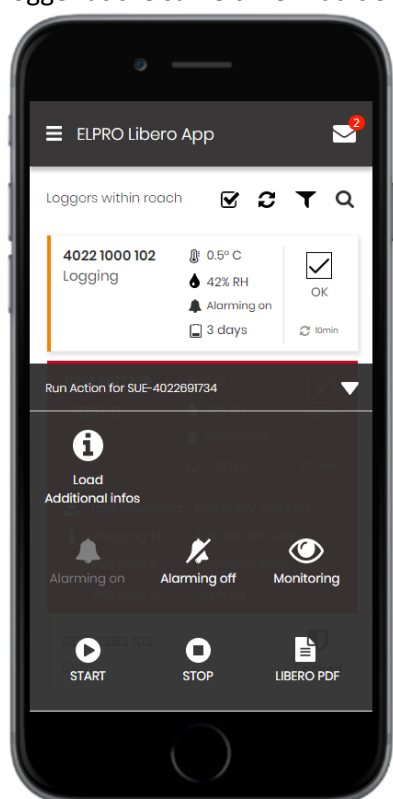 ELPRO Libero App
2
Loggers within reach
4022 1000 102
Logging
0.5° C
42% RH
Alarming on
3 days
OK
10min
Run Action for SUE-4022691734
Load
Additional infos
Alarming on
Alarming off
Monitoring
START
STOP
LIBERO PDF